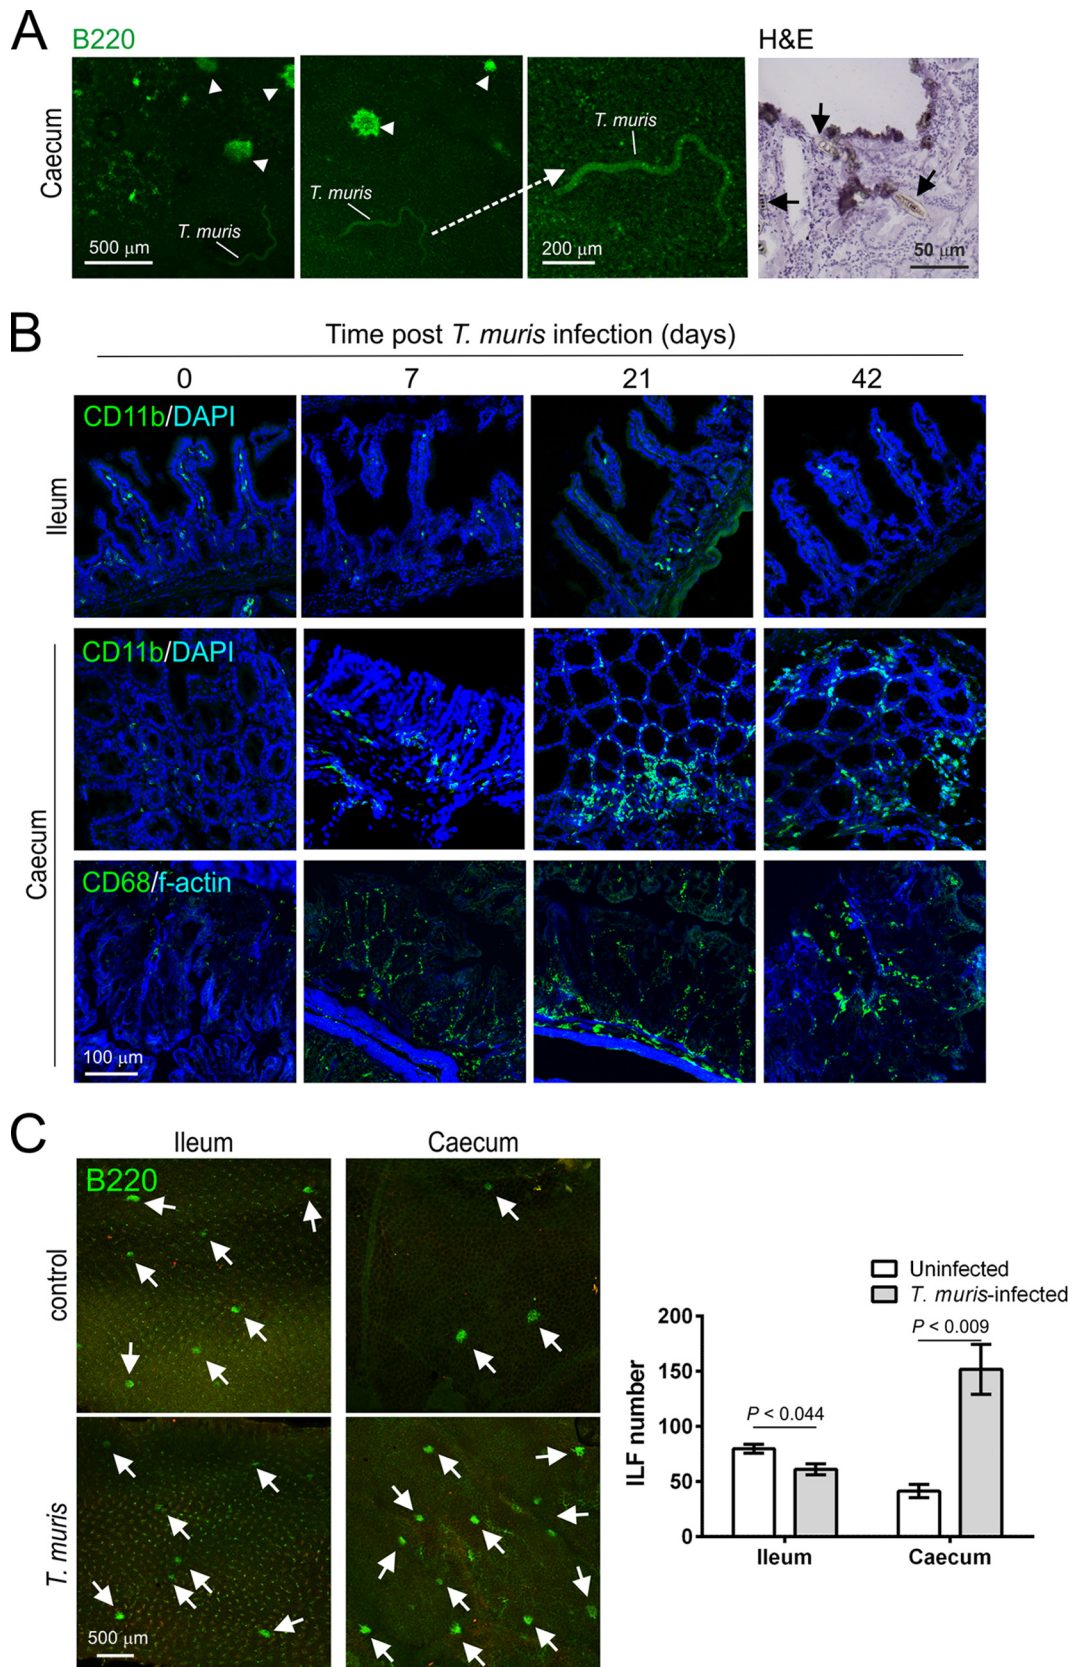 A
B220
H&E
Caecum
T. muris
500 μm
T. muris
T. muris
200 μm
50 μm
B
Time post T. muris infection (days)
0 7 21 42
Ileum
CD11b/DAPI
Caecum
CD11b/DAPI
CD68/f-actin
100 μm
C
Ileum Caecum
control
B220
T. muris
500 μm
Uninfected
T. muris-infected
ILF number
200
150
100
50
0
P < 0.044
P < 0.009
Ileum Caecum